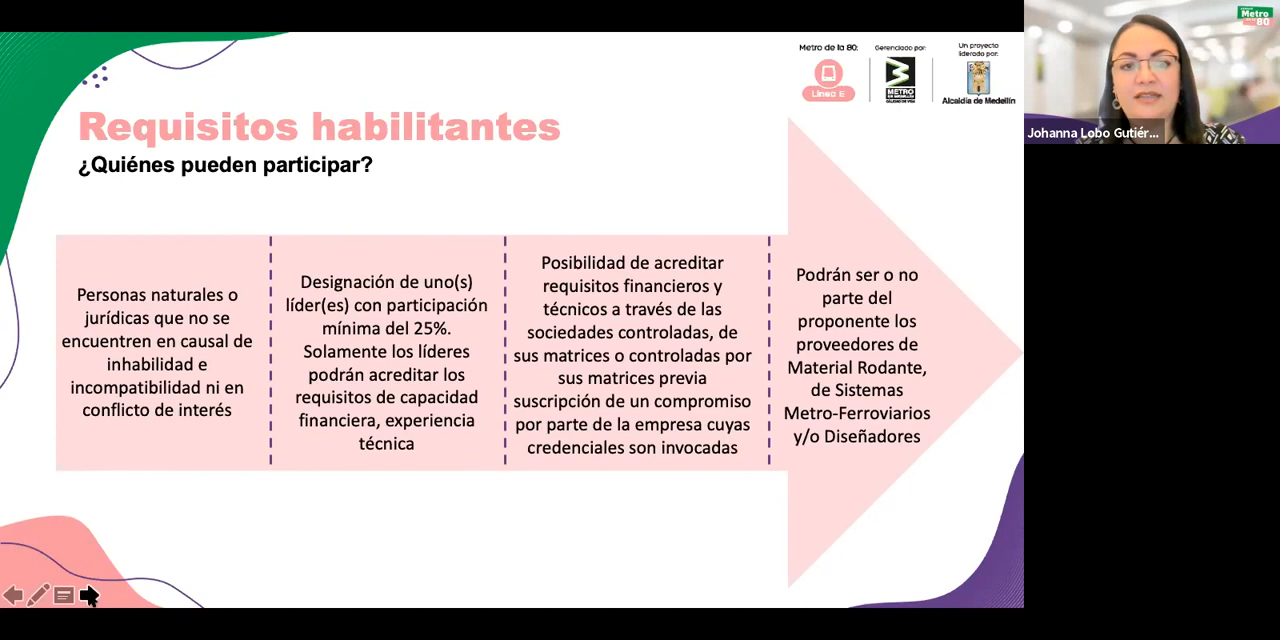 Metro de la 80:
Línea E
Gerenciado por:
METRO
Un proyecto
liderado por:
Alcaldía de Medellín
Metro
80
Johanna Lobo Gutiér...
Requisitos habilitantes
¿Quiénes pueden participar?
Personas naturales o
jurídicas que no se
encuentren en causal de
inhabilidad e
incompatibilidad ni en
conflicto de interés
Designación de uno(s)
líder(es) con participación
mínima del 25%.
Solamente los líderes
podrán acreditar los
requisitos de capacidad
financiera, experiencia
técnica
Posibilidad de acreditar
requisitos financieros y
técnicos a través de las
sociedades controladas, de
sus matrices o controladas por
sus matrices previa
suscripción de un compromiso
por parte de la empresa cuyas
credenciales son invocadas
Podrán ser o no
parte del
proponente los
proveedores de
Material Rodante,
de Sistemas
Metro-Ferroviarios
y/o Diseñadores